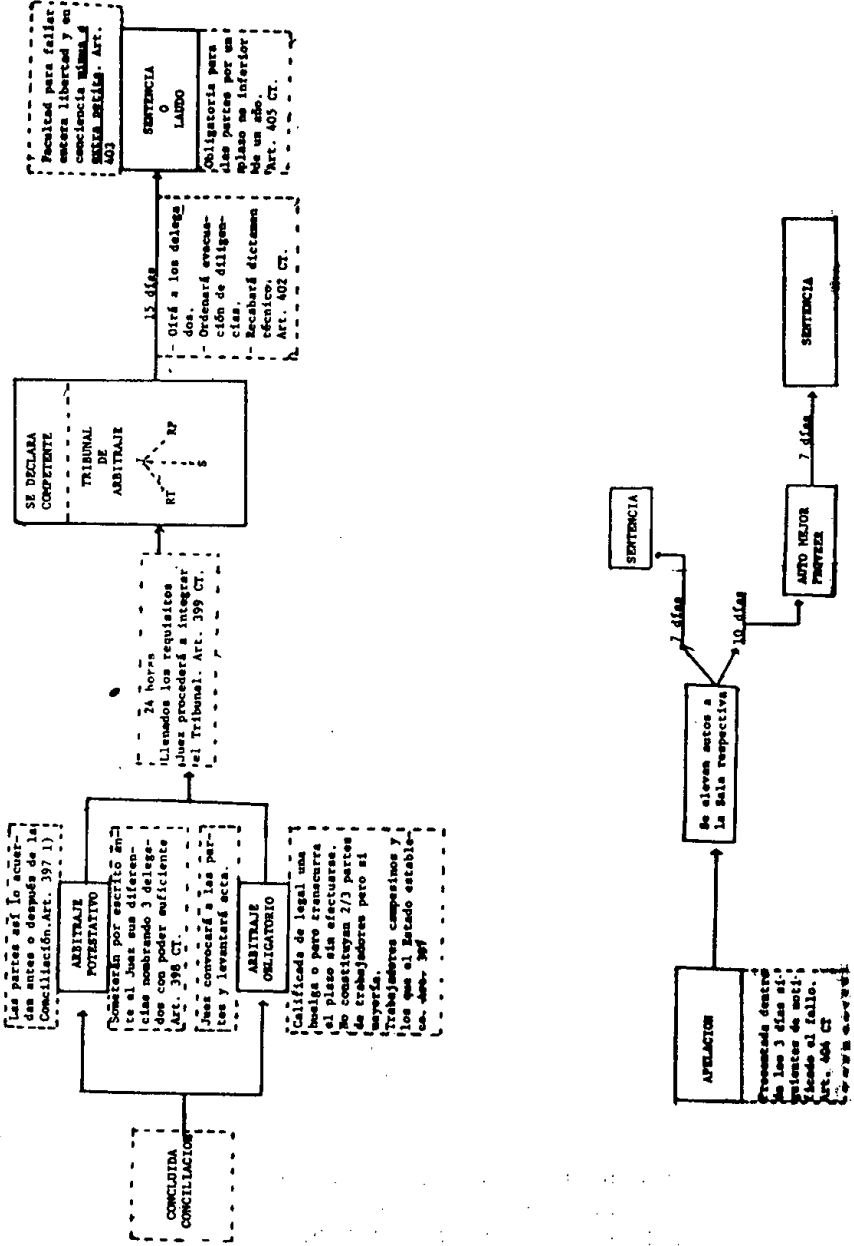 CONCLUIDA
CONCILIACION
Las partes así lo acuer-
dan antes o después de la
Conciliación. Art. 397 1)
ARBITRAJE
POTESTATIVO
Someterán por escrito an-
te el Juez sus diferen-
cias nombrando 3 delega-
dos con poder suficiente
Art. 398 CT.
Juez convocará a las par-
tes y levantará acta.
ARBITRAJE
OBLIGATORIO
Calificada de legal una
huelga o paro transcurra
el plazo sin efectuarse.
No constituyan 2/3 partes
de trabajadores pero si
mayoría.
Trabajadores campesinos y
los que el Estado estable-
24 horas
Llenados los requisitos
Juez procederá a integrar
el Tribunal. Art. 399 CT.
SE DECLARA
COMPETENTE
TRIBUNAL
DE
ARBITRAJE
RT
S
RP
15 días
- Oirá a los delega
dos.
- Ordenará evacua-
ción de diligen-
cias.
- Recabará dictamen
técnico.
Art. 402 CT.
Facultad para fallar
entera libertad y en
conciencia
extra petita. Art.
403
SENTENCIA
O
LAUDO
Obligatoria para
las partes por un
plazo no inferior
de un año.
Art. 405 CT.
APELACION
Presentada dentro
de los 3 días si-
guientes de noti-
ficado el fallo.
Art. 404 CT
Se elevan autos a
la Sala respectiva
7 días
SENTENCIA
10 días
AUTO MEJOR
PROVEER
7 días
SENTENCIA